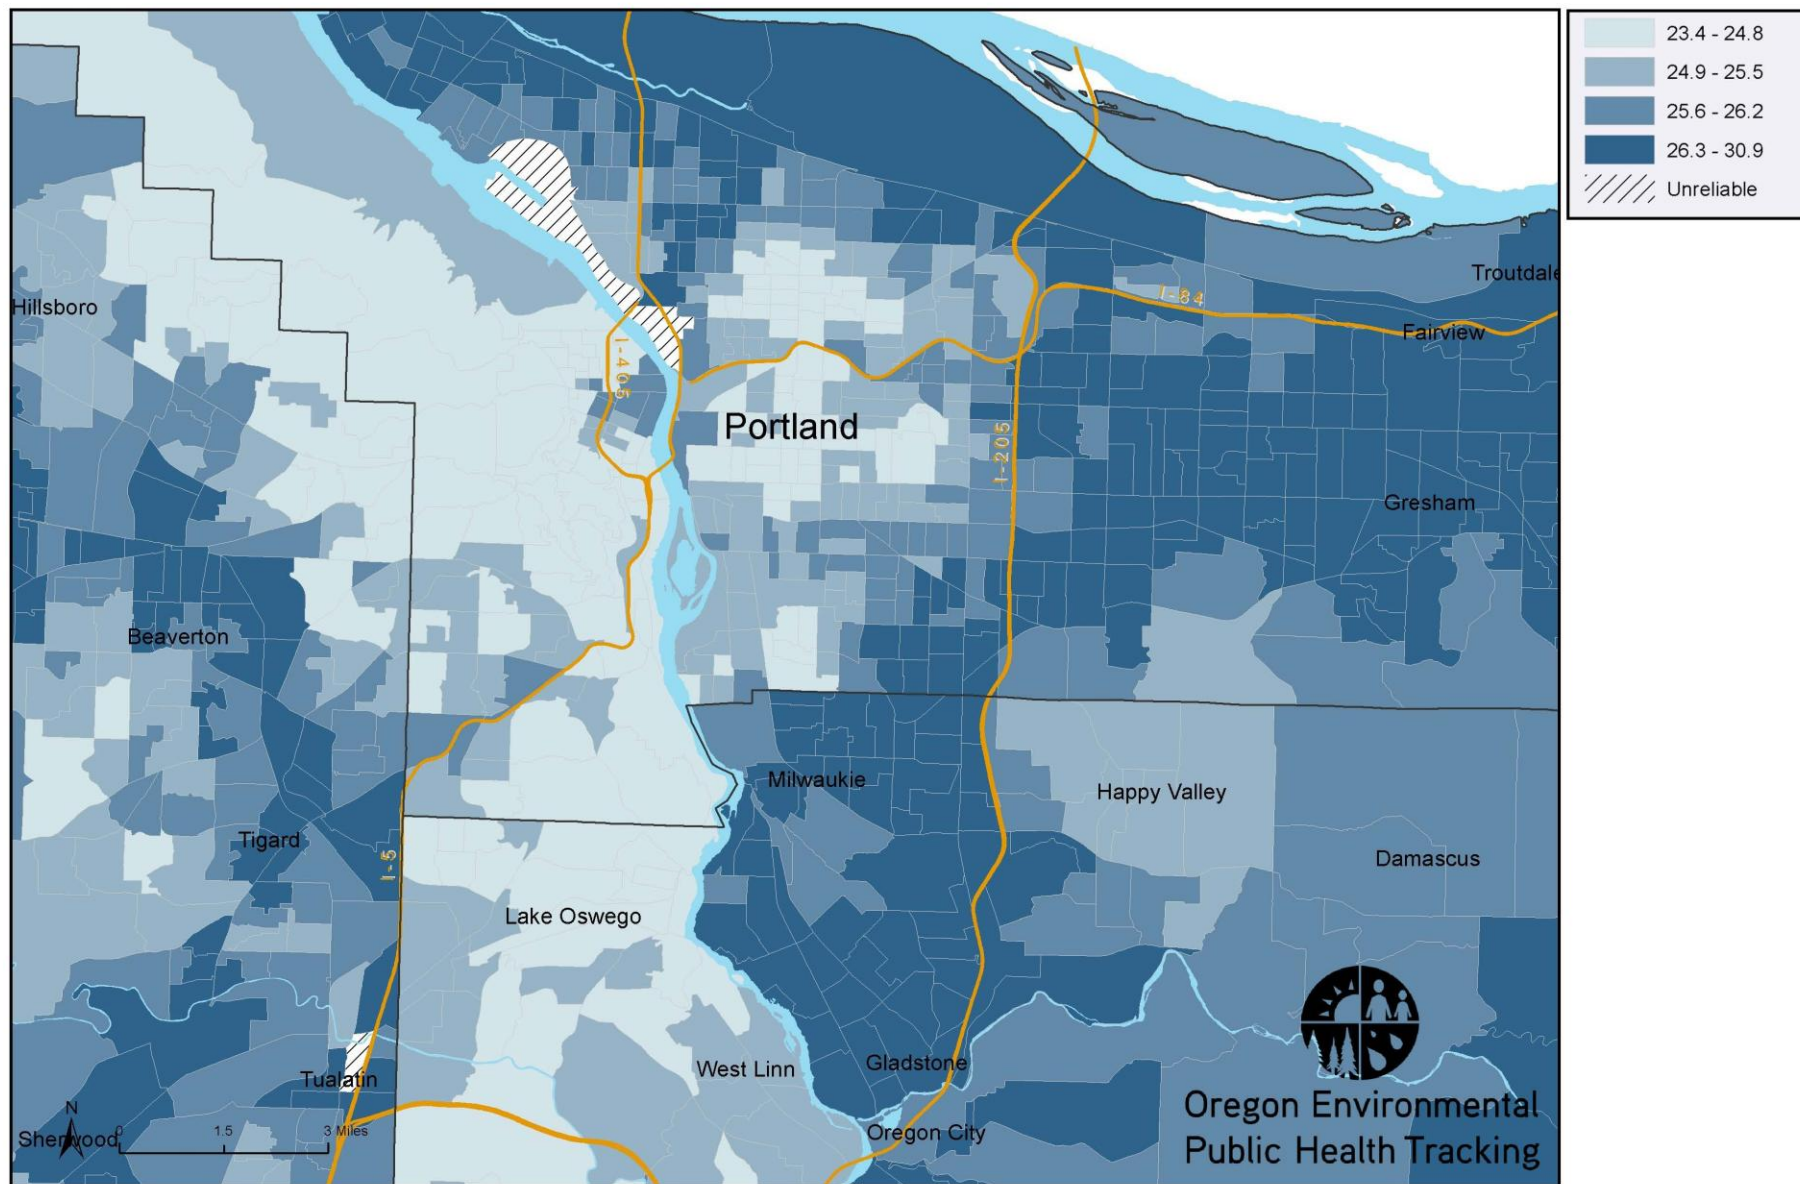 23.4 - 24.8
24.9 - 25.5
25.6 - 26.2
26.3 - 30.9
Unreliable
Troutdale
I-84
Hillsboro
Fairview
I-405
Portland
I-205
Gresham
Beaverton
Milwaukie
Happy Valley
Tigard
I-5
Damascus
Lake Oswego
West Linn
Gladstone
Tualatin
Oregon Environmental
Public Health Tracking
N
0 1.5 3 Miles
Sherwood
Oregon City